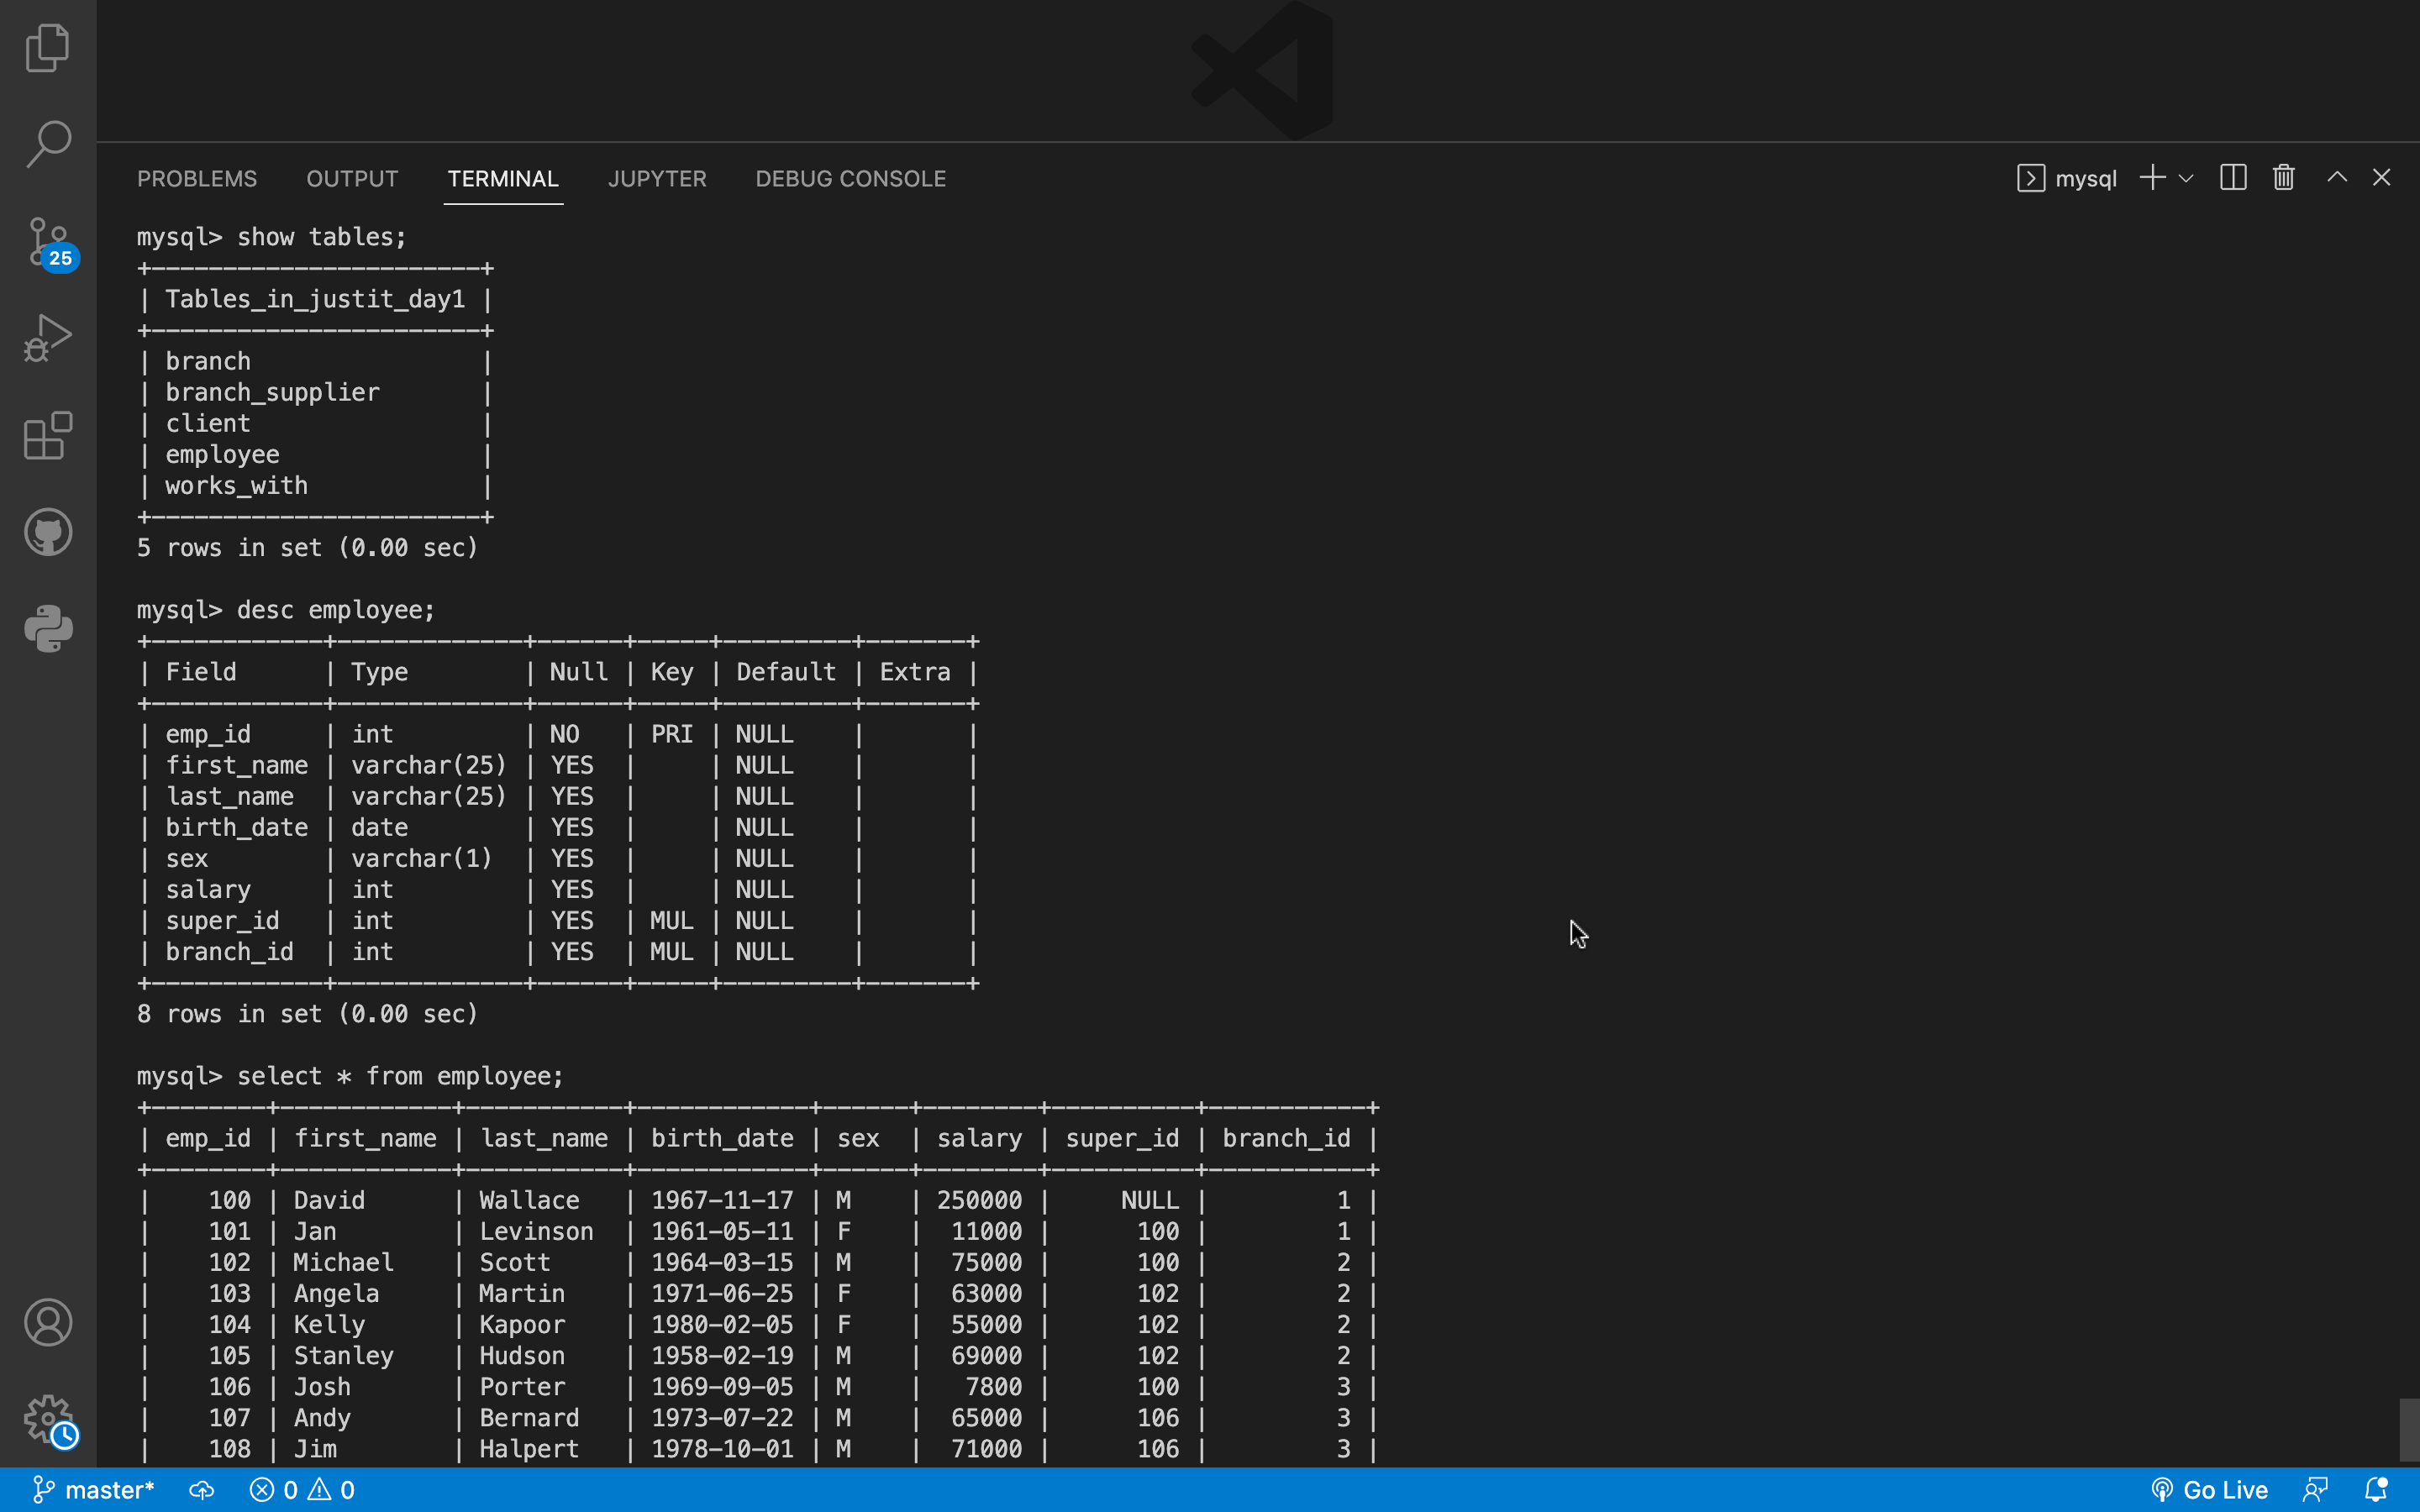 PROBLEMS OUTPUT TERMINAL JUPYTER DEBUG CONSOLE mysql
mysql> show tables;
+-----------------------+
| Tables_in_justit_day1 |
+-----------------------+
| branch                |
| branch_supplier       |
| client                |
| employee              |
| works_with            |
+-----------------------+
5 rows in set (0.00 sec)
mysql> desc employee;
+------------+-------------+------+-----+---------+-------+
| Field      | Type        | Null | Key | Default | Extra |
+------------+-------------+------+-----+---------+-------+
| emp_id     | int         | NO   | PRI | NULL    |       |
| first_name | varchar(25) | YES  |     | NULL    |       |
| last_name  | varchar(25) | YES  |     | NULL    |       |
| birth_date | date        | YES  |     | NULL    |       |
| sex        | varchar(1)  | YES  |     | NULL    |       |
| salary     | int         | YES  |     | NULL    |       |
| super_id   | int         | YES  | MUL | NULL    |       |
| branch_id  | int         | YES  | MUL | NULL    |       |
+------------+-------------+------+-----+---------+-------+
8 rows in set (0.00 sec)
mysql> select * from employee;
+--------+------------+-----------+------------+------+--------+----------+-----------+
| emp_id | first_name | last_name | birth_date | sex  | salary | super_id | branch_id |
+--------+------------+-----------+------------+------+--------+----------+-----------+
|    100 | David      | Wallace   | 1967-11-17 | M    | 250000 |     NULL |         1 |
|    101 | Jan        | Levinson  | 1961-05-11 | F    |  11000 |      100 |         1 |
|    102 | Michael    | Scott     | 1964-03-15 | M    |  75000 |      100 |         2 |
|    103 | Angela     | Martin    | 1971-06-25 | F    |  63000 |      102 |         2 |
|    104 | Kelly      | Kapoor    | 1980-02-05 | F    |  55000 |      102 |         2 |
|    105 | Stanley    | Hudson    | 1958-02-19 | M    |  69000 |      102 |         2 |
|    106 | Josh       | Porter    | 1969-09-05 | M    |   7800 |      100 |         3 |
|    107 | Andy       | Bernard   | 1973-07-22 | M    |  65000 |      106 |         3 |
|    108 | Jim        | Halpert   | 1978-10-01 | M    |  71000 |      106 |         3 |
25
master* 0 0 Go Live